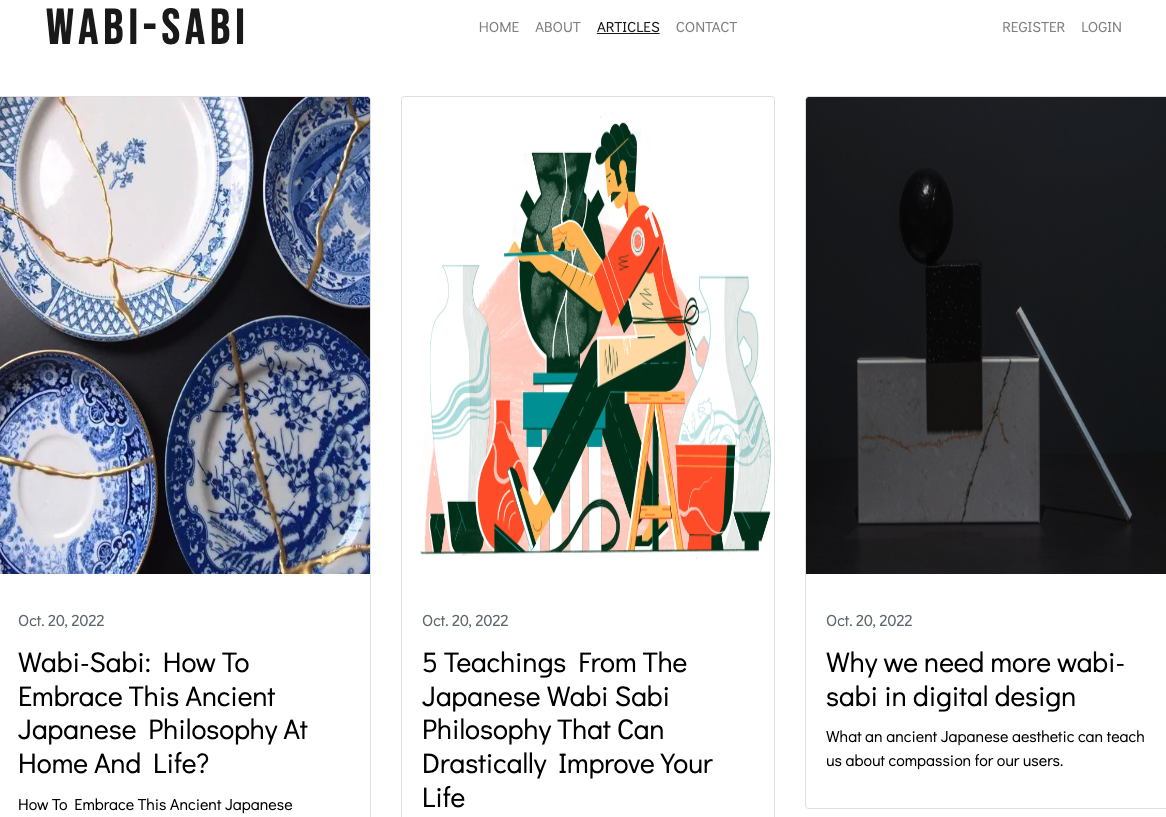 WABI-SABI
HOME ABOUT ARTICLES CONTACT
REGISTER LOGIN
Oct. 20, 2022
Wabi-Sabi: How To
Embrace This Ancient
Japanese Philosophy At
Home And Life?
How To Embrace This Ancient Japanese
Oct. 20, 2022
5 Teachings From The
Japanese Wabi Sabi
Philosophy That Can
Drastically Improve Your
Life
Oct. 20, 2022
Why we need more wabi-
sabi in digital design
What an ancient Japanese aesthetic can teach
us about compassion for our users.